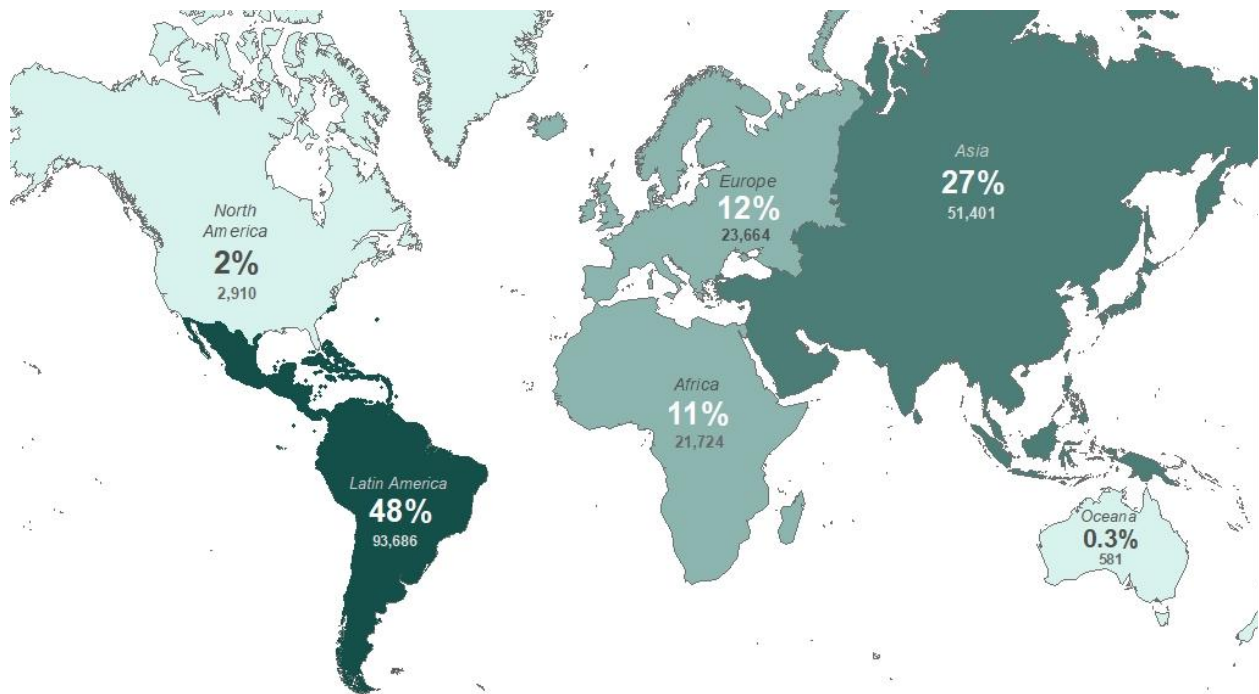 North
America
2%
2,910
Latin America
48%
93,686
Europe
12%
23,664
Africa
11%
21,724
Asia
27%
51,401
Oceana
0.3%
581